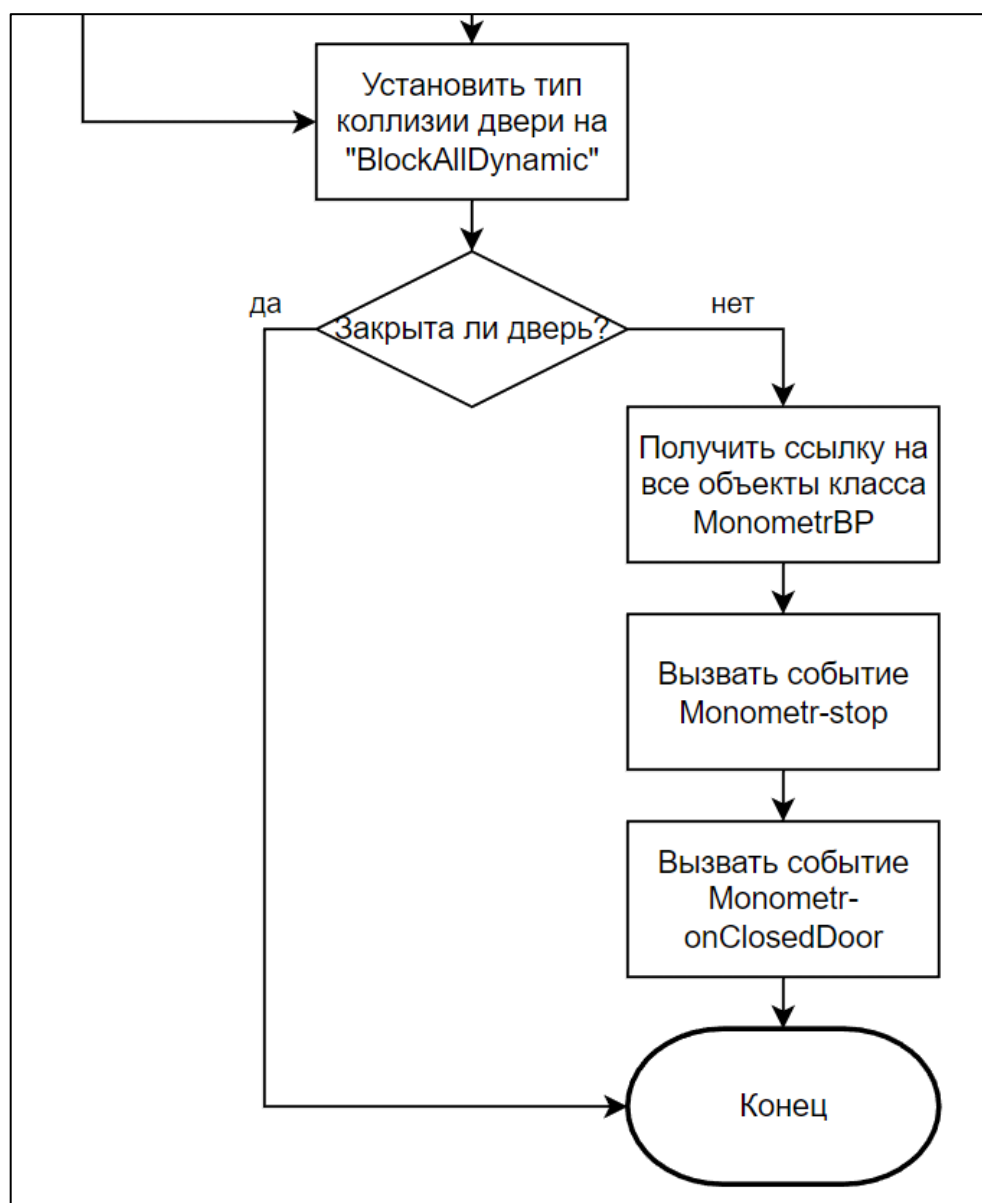 Установить тип
коллизии двери на
"BlockAllDynamic"
да
Закрыта ли дверь?
нет
Получить ссылку на
все объекты класса
MonometrBP
Вызвать событие
Monometr-stop
Вызвать событие
Monometr-
onClosedDoor
Конец